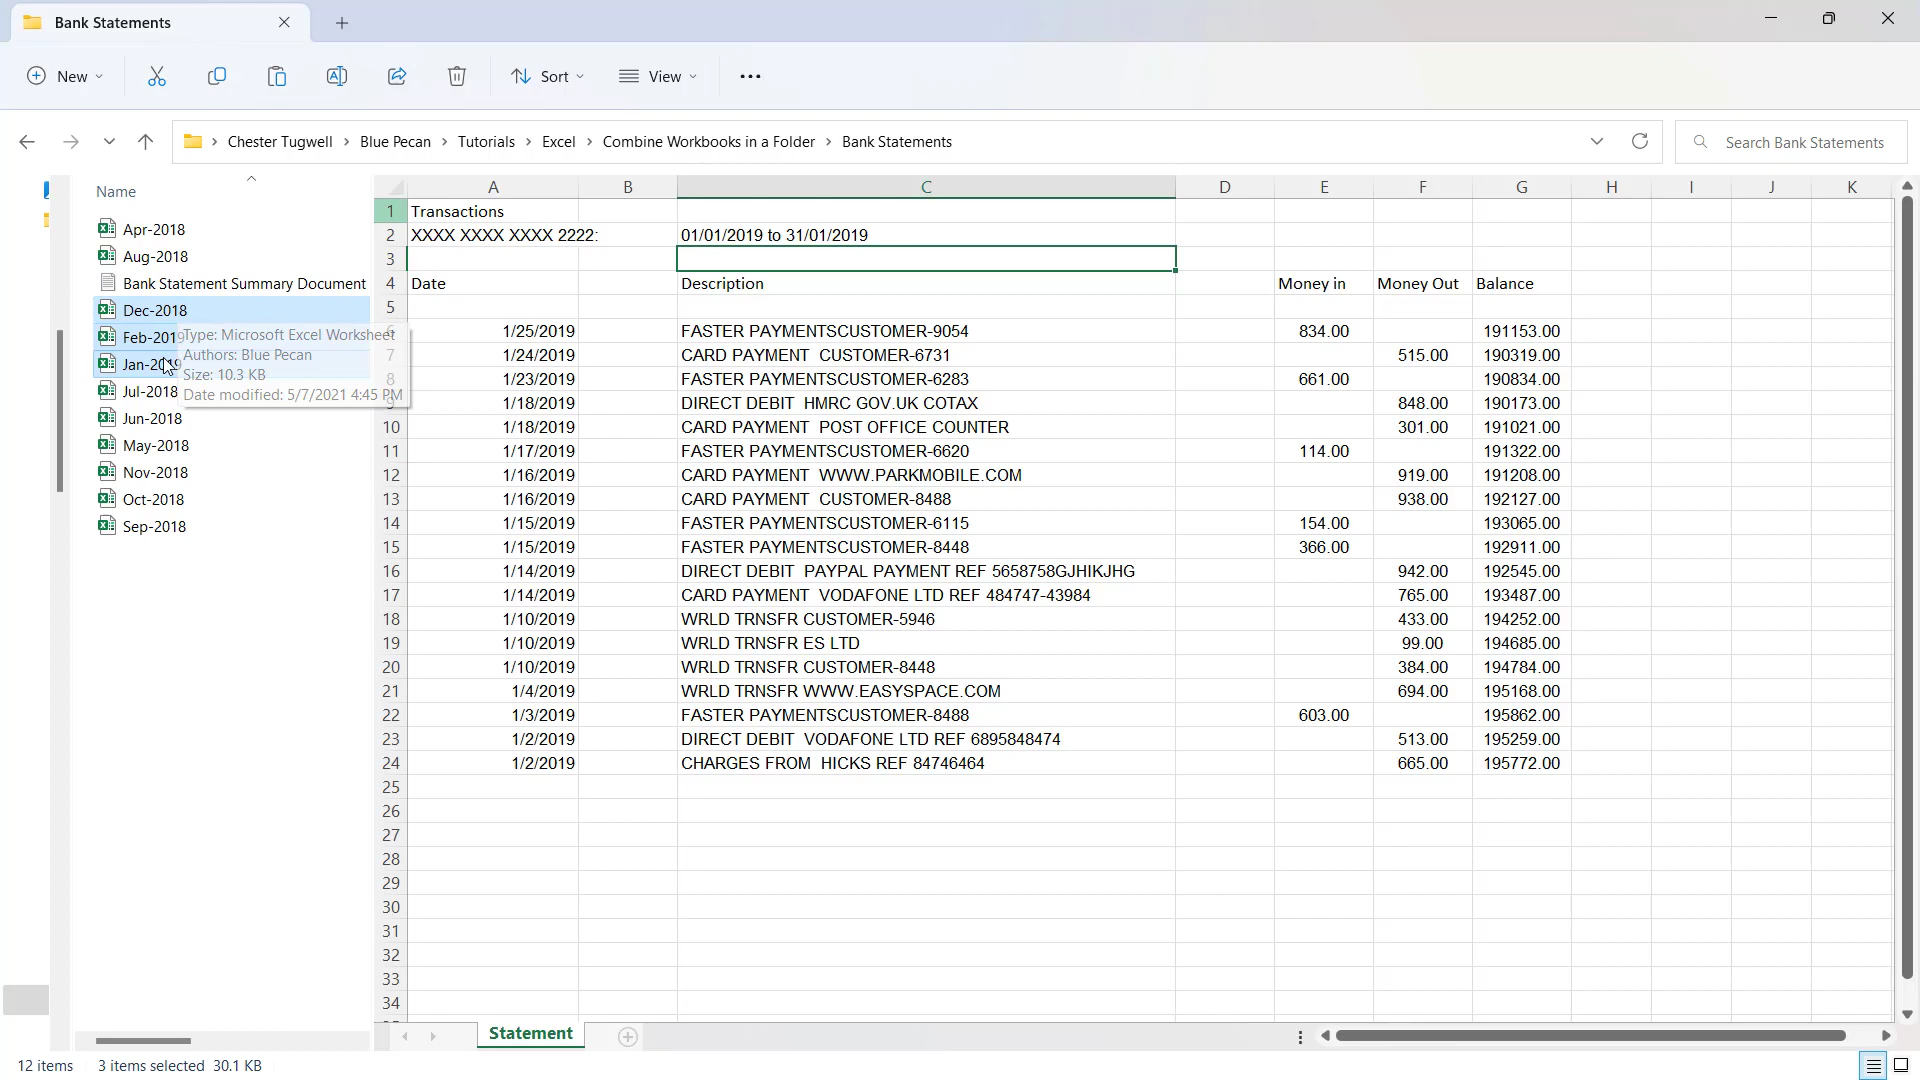 Bank Statements
New
Sort
View
Chester Tugwell > Blue Pecan > Tutorials > Excel > Combine Workbooks in a Folder > Bank Statements
Search Bank Statements
Name
Apr-2018
Aug-2018
Bank Statement Summary Document
Dec-2018
Feb-2019
Jan-2019
Jul-2018
Jun-2018
May-2018
Nov-2018
Oct-2018
Sep-2018
Type: Microsoft Excel Worksheet
Authors: Blue Pecan
Size: 10.3 KB
Date modified: 5/7/2021 4:45 PM
A B C D E F G H I J K
1 Transactions
2 XXXX XXXX XXXX 2222: 01/01/2019 to 31/01/2019
3
4 Date Description Money in Money Out Balance
5
6 1/25/2019 FASTER PAYMENTSCUSTOMER-9054 834.00 191153.00
7 1/24/2019 CARD PAYMENT CUSTOMER-6731 515.00 190319.00
8 1/23/2019 FASTER PAYMENTSCUSTOMER-6283 661.00 190834.00
9 1/18/2019 DIRECT DEBIT HMRC GOV.UK COTAX 848.00 190173.00
10 1/18/2019 CARD PAYMENT POST OFFICE COUNTER 301.00 191021.00
11 1/17/2019 FASTER PAYMENTSCUSTOMER-6620 114.00 191322.00
12 1/16/2019 CARD PAYMENT WWW.PARKMOBILE.COM 919.00 191208.00
13 1/16/2019 CARD PAYMENT CUSTOMER-8488 938.00 192127.00
14 1/15/2019 FASTER PAYMENTSCUSTOMER-6115 154.00 193065.00
15 1/15/2019 FASTER PAYMENTSCUSTOMER-8448 366.00 192911.00
16 1/14/2019 DIRECT DEBIT PAYPAL PAYMENT REF 5658758GJHIKJHG 942.00 192545.00
17 1/14/2019 CARD PAYMENT VODAFONE LTD REF 484747-43984 765.00 193487.00
18 1/10/2019 WRLD TRNSFR CUSTOMER-5946 433.00 194252.00
19 1/10/2019 WRLD TRNSFR ES LTD 99.00 194685.00
20 1/10/2019 WRLD TRNSFR CUSTOMER-8448 384.00 194784.00
21 1/4/2019 WRLD TRNSFR WWW.EASYSPACE.COM 694.00 195168.00
22 1/3/2019 FASTER PAYMENTSCUSTOMER-8488 603.00 195862.00
23 1/2/2019 DIRECT DEBIT VODAFONE LTD REF 6895848474 513.00 195259.00
24 1/2/2019 CHARGES FROM HICKS REF 84746464 665.00 195772.00
25
26
27
28
29
30
31
32
33
34
Statement
12 items 3 items selected 30.1 KB